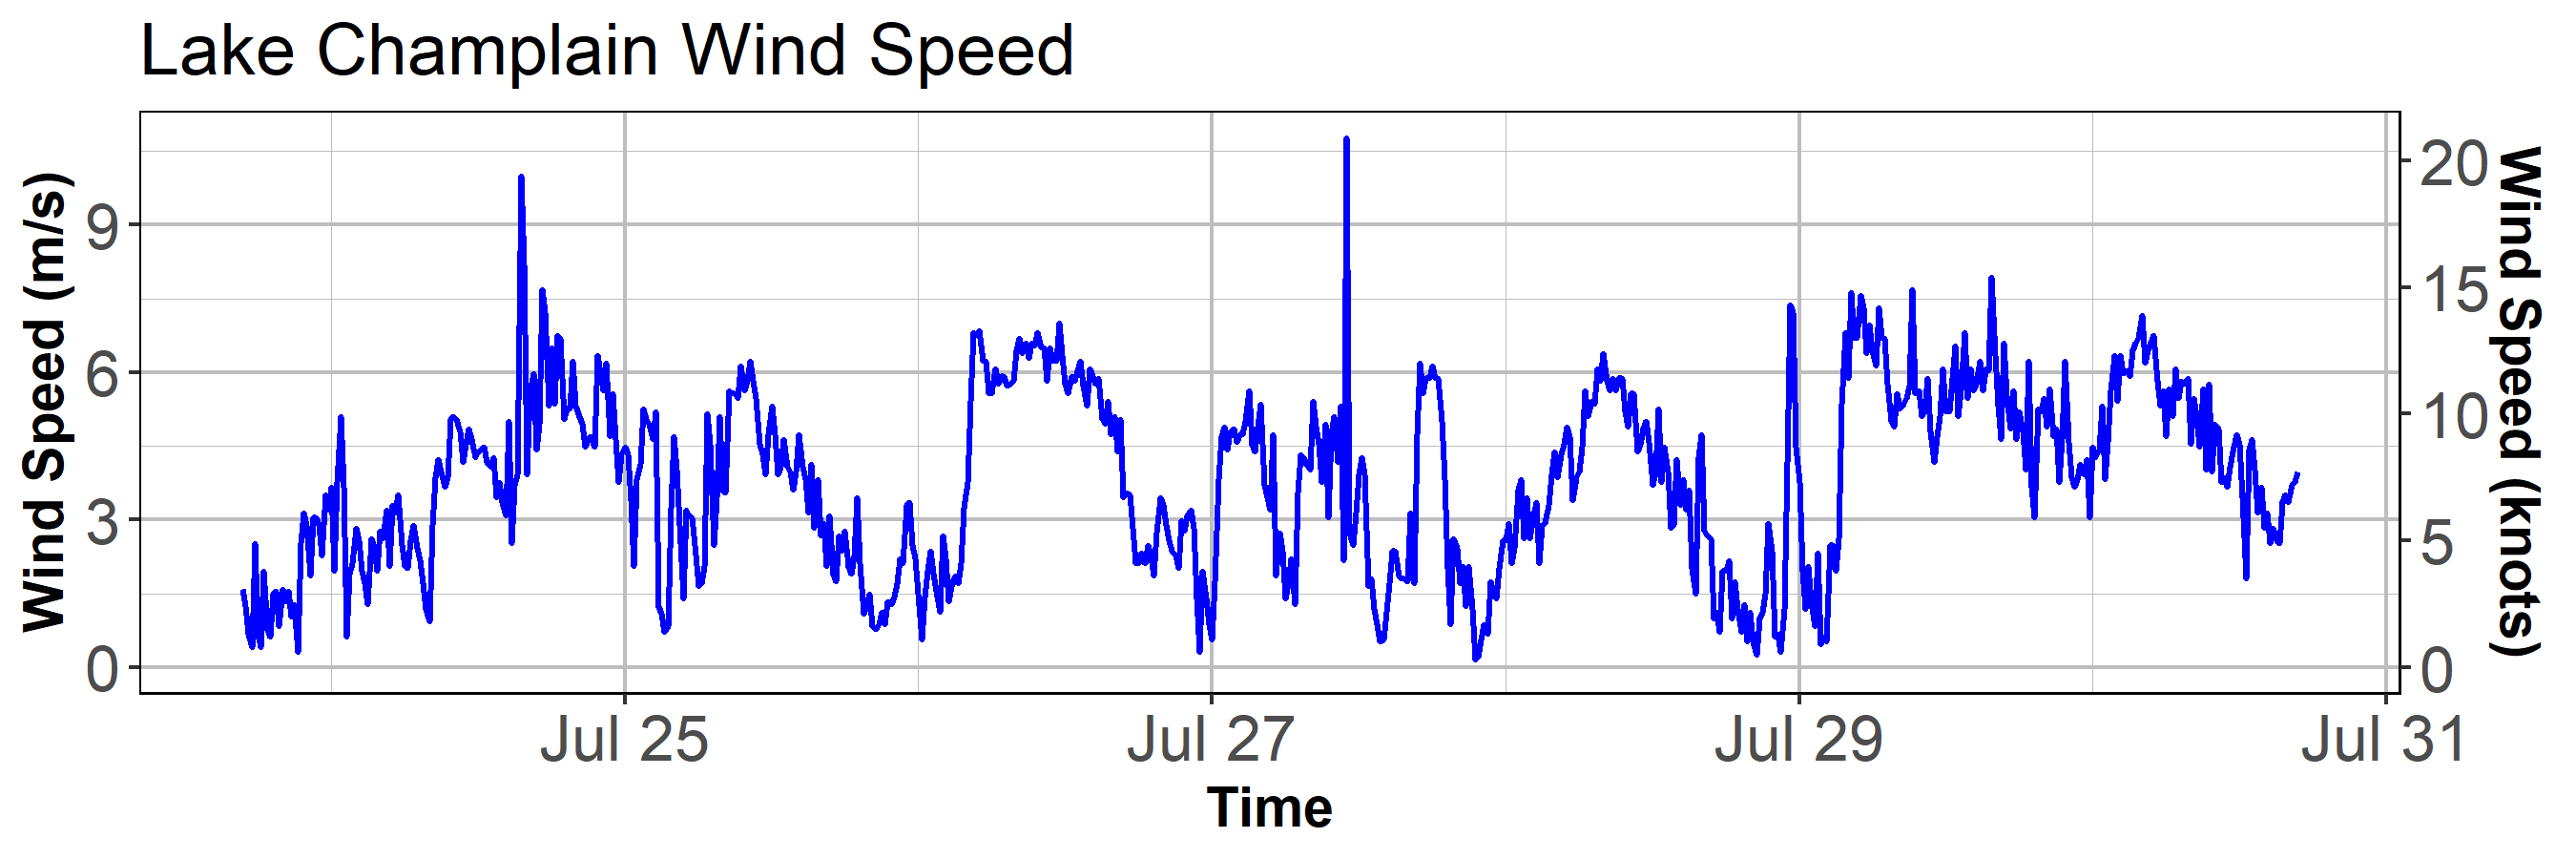 Lake Champlain Wind Speed
Wind Speed (m/s)
9
6
3
0
20
15
10
5
0
Wind Speed (knots)
Jul 25
Jul 27
Jul 29
Jul 31
Time